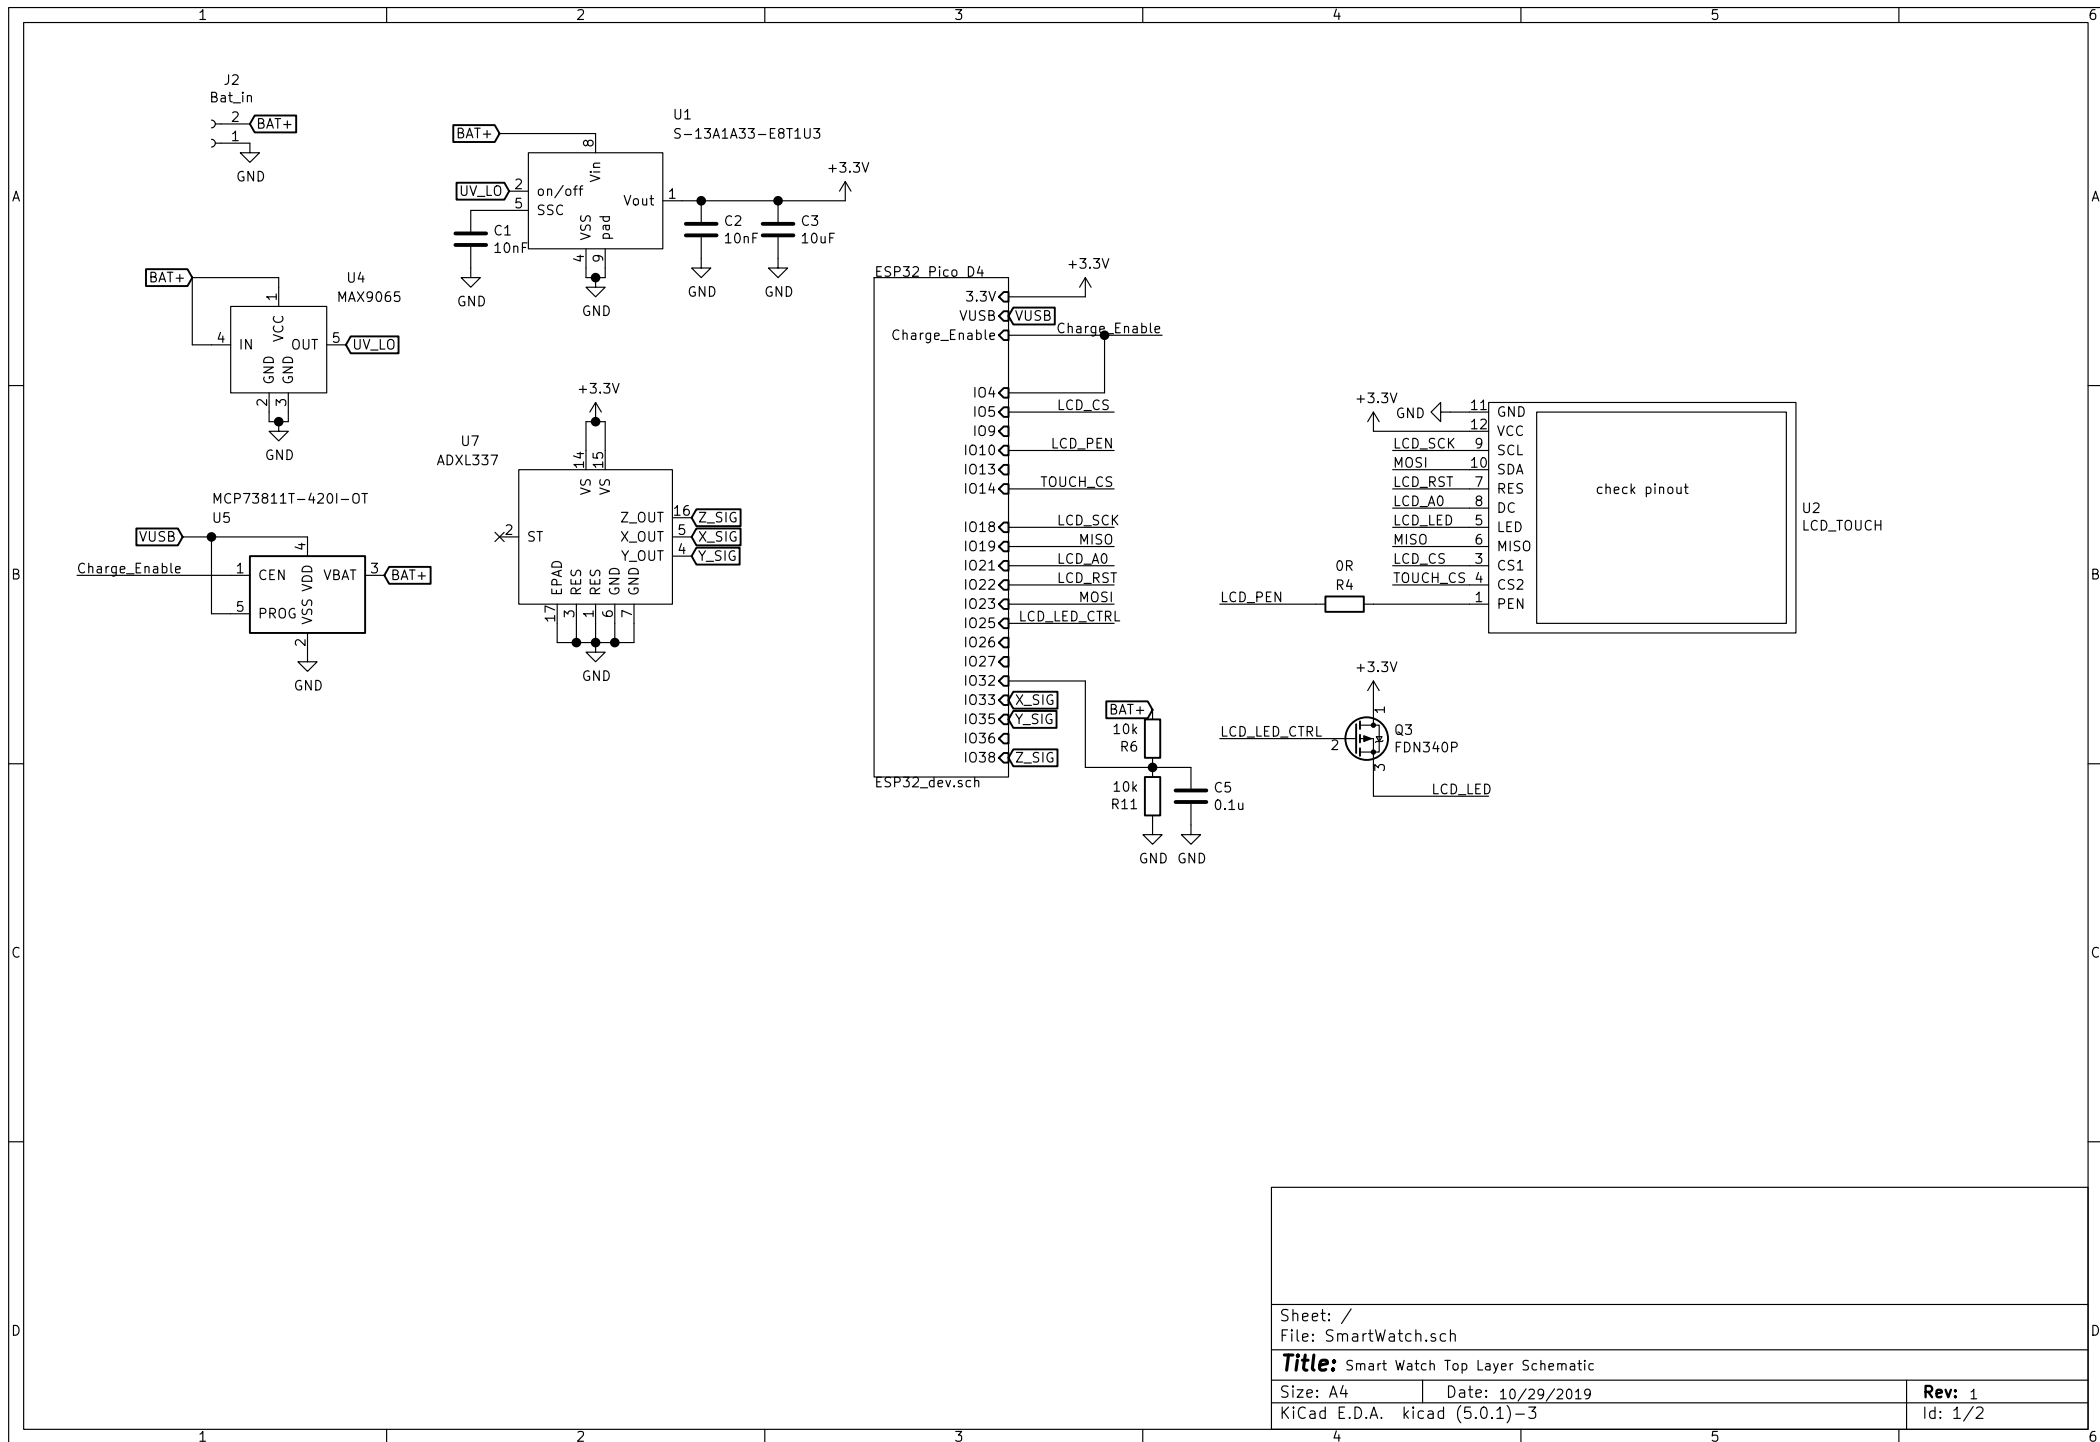 1 2 3 4 5 6
A A
B B
C C
D D
J2
Bat_in
2 BAT+
1
GND
U1
S-13A1A33-E8T1U3
BAT+
8
Vin
UV_LO 2 on/off
5 SSC
Vout 1
VSS
pad
4
9
GND
C1
10nF
GND
C2
10nF
GND
C3
10uF
GND
+3.3V
BAT+
U4
MAX9065
1
VCC
4 IN
OUT 5 UV_LO
GND
GND
2
3
GND
MCP73811T-420I-OT
U5
VUSB
4
Charge_Enable 1 CEN
VDD
VBAT 3 BAT+
5 PROG
VSS
2
GND
+3.3V
U7
ADXL337
14
15
VS
VS
2 ST
Z_OUT 16 Z_SIG
X_OUT 5 X_SIG
Y_OUT 4 Y_SIG
EPAD
RES
RES
GND
GND
17
3
1
6
7
GND
ESP32 Pico D4
+3.3V
3.3V
VUSB VUSB
Charge_Enable Charge_Enable
IO4
IO5 LCD_CS
IO9
IO10 LCD_PEN
IO13
IO14 TOUCH_CS
IO18 LCD_SCK
IO19 MISO
IO21 LCD_A0
IO22 LCD_RST
IO23 MOSI
IO25 LCD_LED_CTRL
IO26
IO27
IO32
IO33 X_SIG
IO35 Y_SIG
IO36
IO38 Z_SIG
ESP32_dev.sch
BAT+
10k
R6
10k
R11
C5
0.1u
GND GND
+3.3V
GND 11 GND
12 VCC
LCD_SCK 9 SCL
MOSI 10 SDA
LCD_RST 7 RES
LCD_A0 8 DC
LCD_LED 5 LED
MISO 6 MISO
LCD_CS 3 CS1
TOUCH_CS 4 CS2
1 PEN
check pinout
U2
LCD_TOUCH
0R
R4
LCD_PEN
+3.3V
1
LCD_LED_CTRL 2
Q3
FDN340P
3
LCD_LED
Sheet: /
File: SmartWatch.sch
Title: Smart Watch Top Layer Schematic
Size: A4 Date: 10/29/2019 Rev: 1
KiCad E.D.A. kicad (5.0.1)-3 Id: 1/2
1 2 3 4 5 6